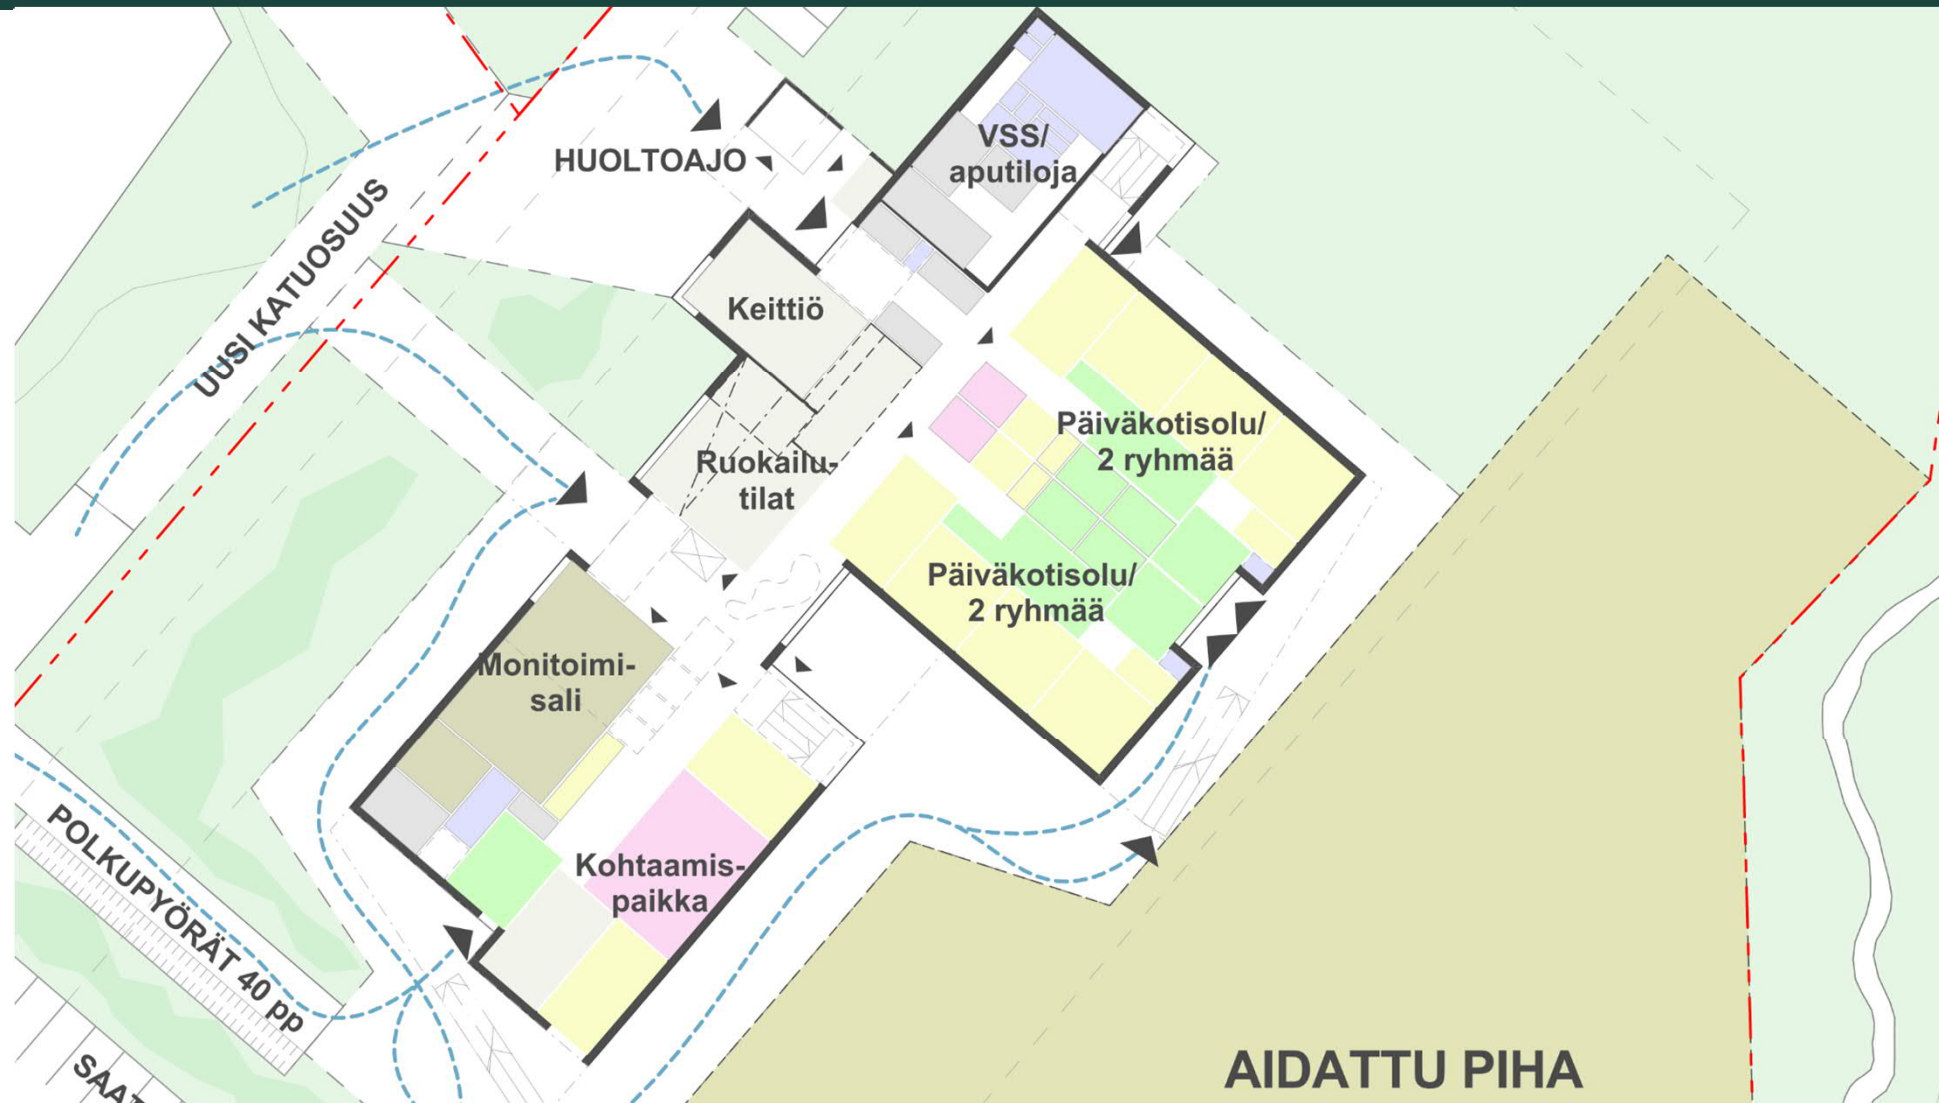 VSS/
aputiloja
HUOLTOAJO
UUSI KATUOSUUS
Keittiö
Päiväkotisolu/
2 ryhmää
Ruokailu-
tilat
Päiväkotisolu/
2 ryhmää
Monitoimi-
sali
Kohtaamis-
paikka
POLKUPYÖRÄT 40 pp
AIDATTU PIHA